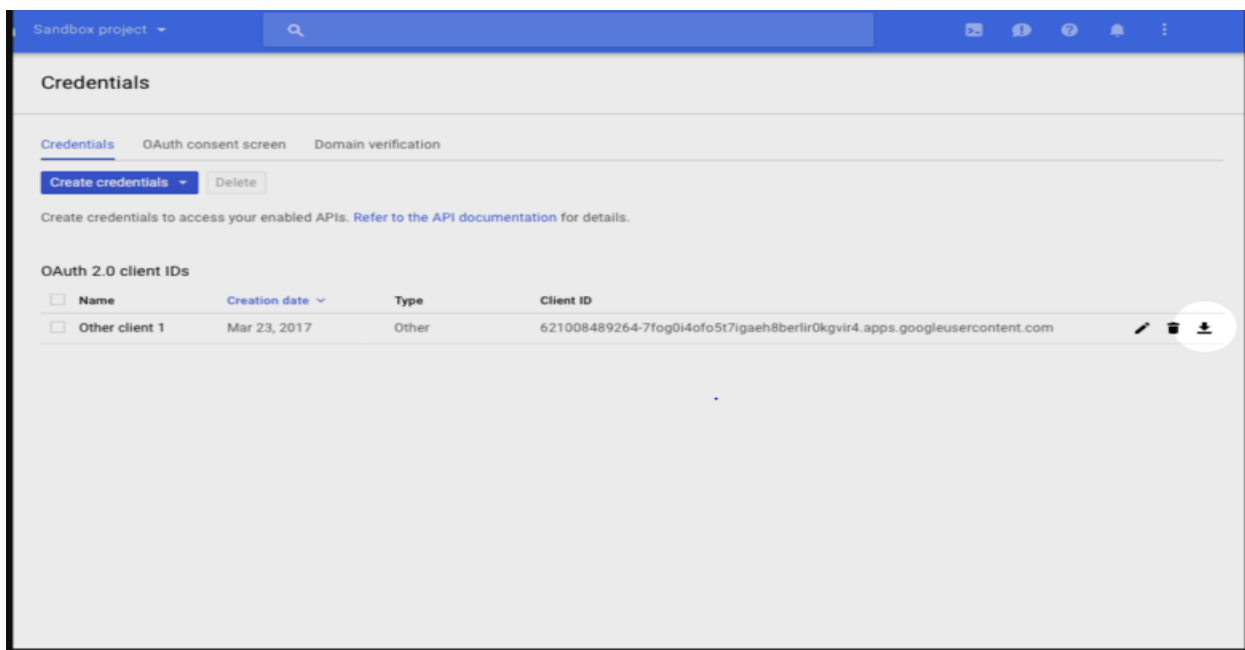 Sandbox project
Credentials
Credentials OAuth consent screen Domain verification
Create credentials Delete
Create credentials to access your enabled APIs. Refer to the API documentation for details.
OAuth 2.0 client IDs
Name Creation date Type Client ID
Other client 1 Mar 23, 2017 Other 621008489264-7fog0i4ofo5t7igaeh8berlir0kgvir4.apps.googleusercontent.com